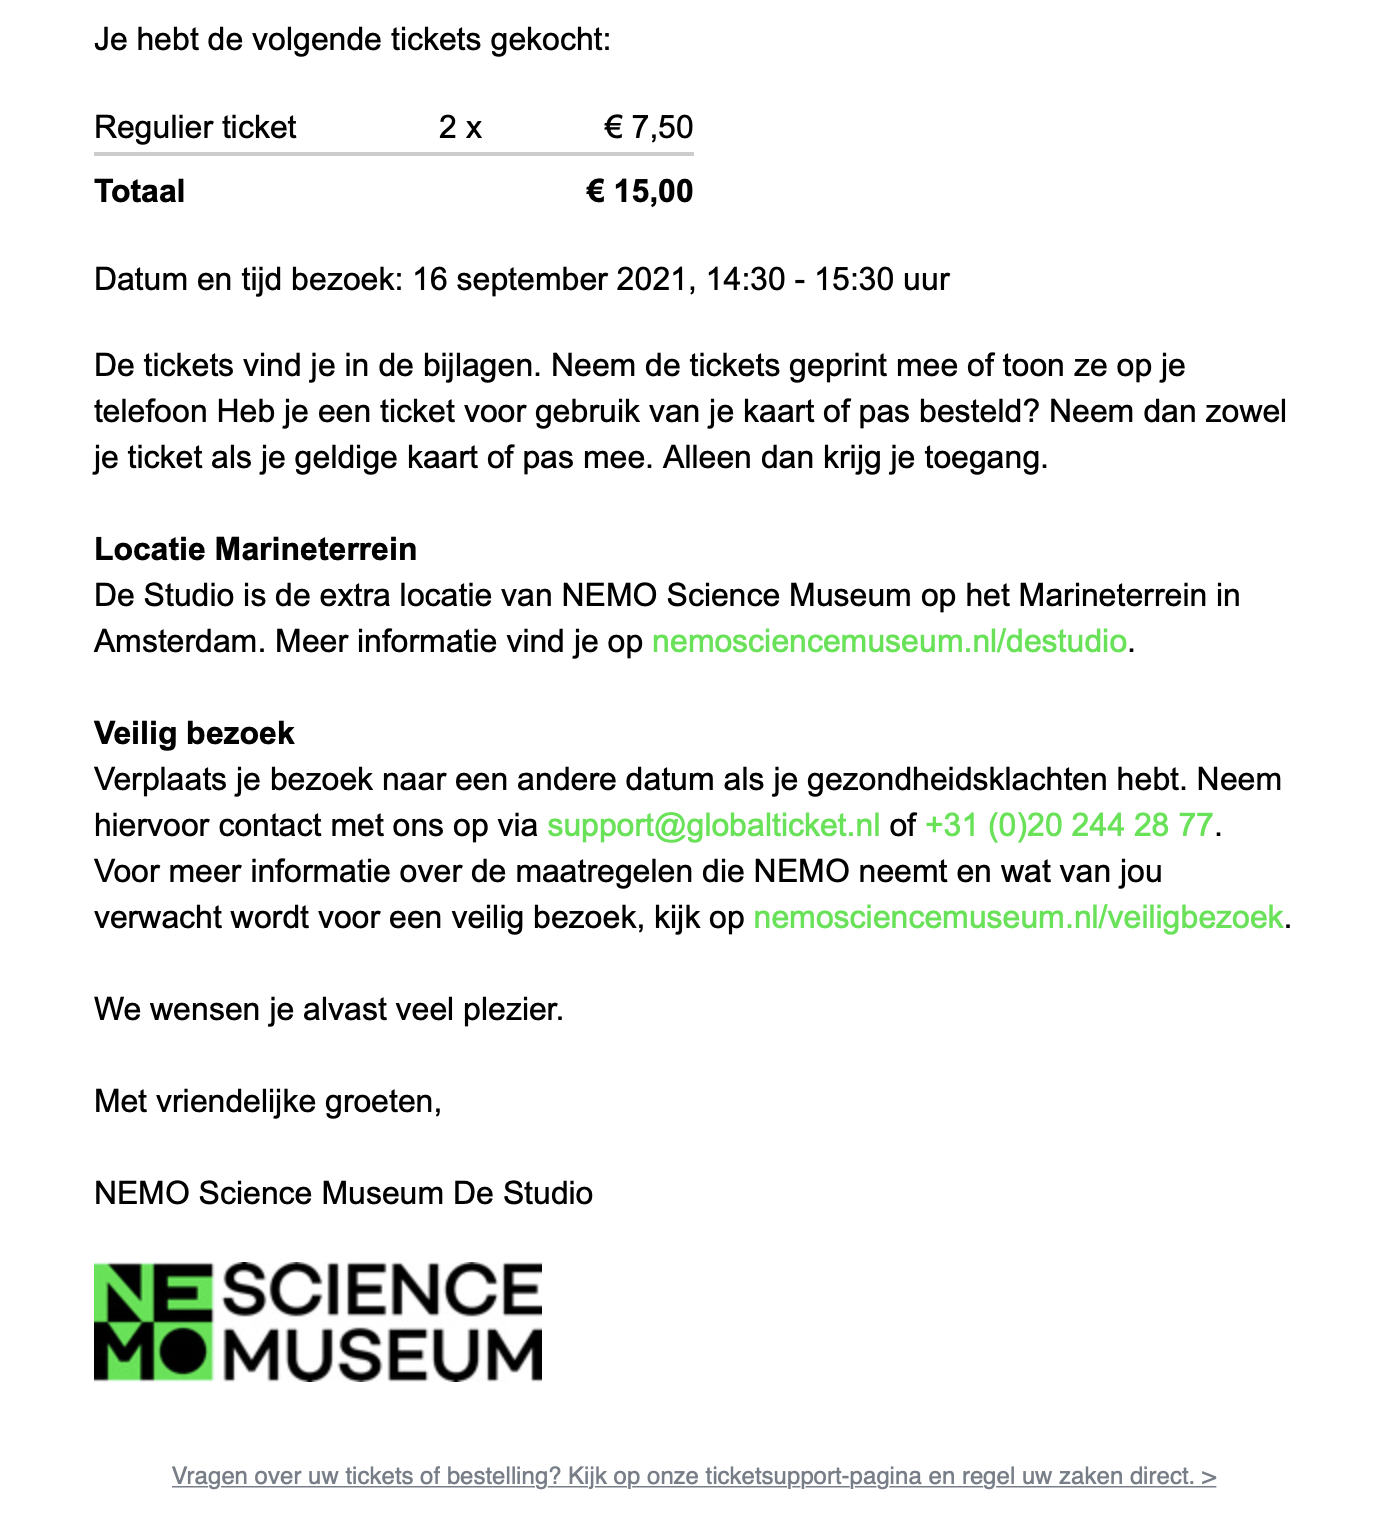 Je hebt de volgende tickets gekocht:
Regulier ticket 2 x € 7,50
Totaal € 15,00
Datum en tijd bezoek: 16 september 2021, 14:30 - 15:30 uur
De tickets vind je in de bijlagen. Neem de tickets geprint mee of toon ze op je
telefoon Heb je een ticket voor gebruik van je kaart of pas besteld? Neem dan zowel
je ticket als je geldige kaart of pas mee. Alleen dan krijg je toegang.
Locatie Marineterrein
De Studio is de extra locatie van NEMO Science Museum op het Marineterrein in
Amsterdam. Meer informatie vind je op nemosciencemuseum.nl/destudio.
Veilig bezoek
Verplaats je bezoek naar een andere datum als je gezondheidsklachten hebt. Neem
hiervoor contact met ons op via support@globalticket.nl of +31 (0)20 244 28 77.
Voor meer informatie over de maatregelen die NEMO neemt en wat van jou
verwacht wordt voor een veilig bezoek, kijk op nemosciencemuseum.nl/veiligbezoek.
We wensen je alvast veel plezier.
Met vriendelijke groeten,
NEMO Science Museum De Studio
NE SCIENCE
MO MUSEUM
Vragen over uw tickets of bestelling? Kijk op onze ticketsupport-pagina en regel uw zaken direct. >